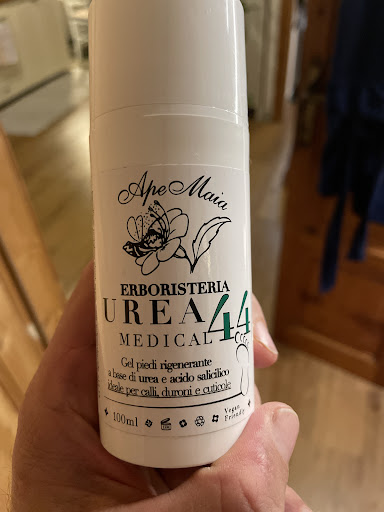 Ape Maia
ERBORISTERIA
UREA 44
MEDICAL
Gel piedi rigenerante
a base di urea e acido salicilico
ideale per calli, duroni e cuticole
100ml
Vegan
Friendly